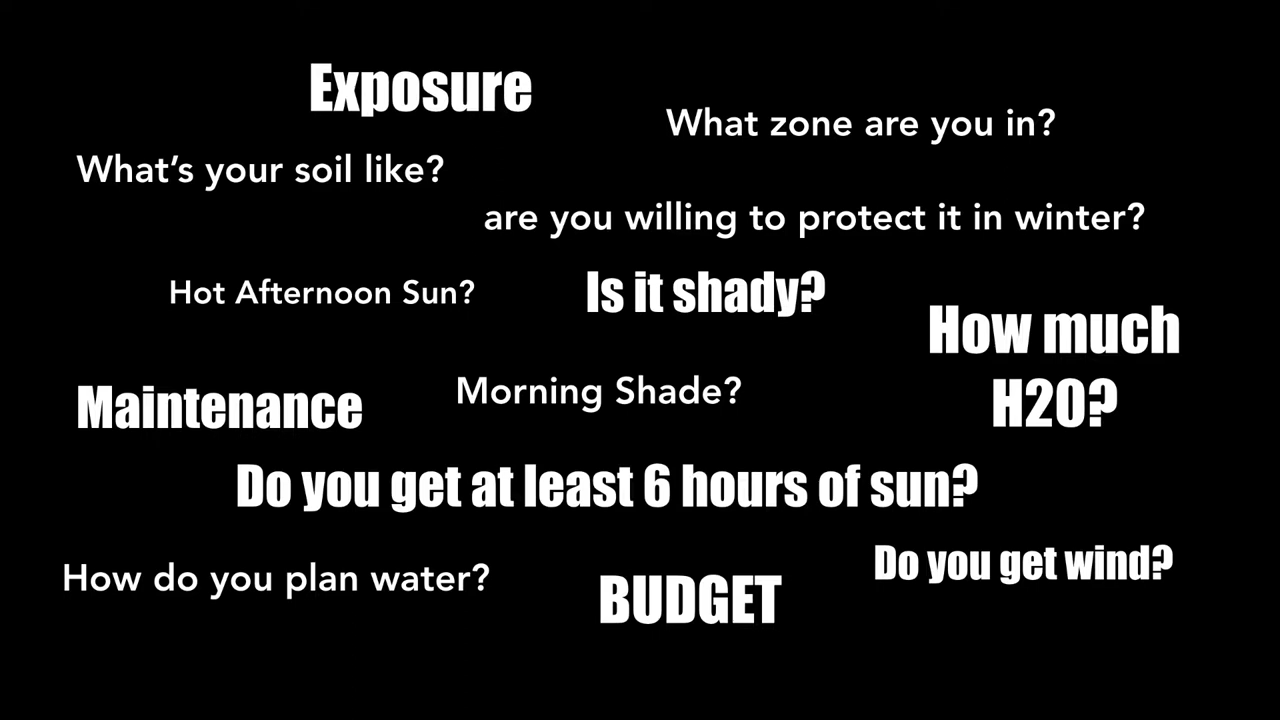 Exposure
What zone are you in?
What's your soil like?
are you willing to protect it in winter?
Hot Afternoon Sun?
Is it shady?
How much
H20?
Maintenance
Morning Shade?
Do you get at least 6 hours of sun?
How do you plan water?
BUDGET
Do you get wind?